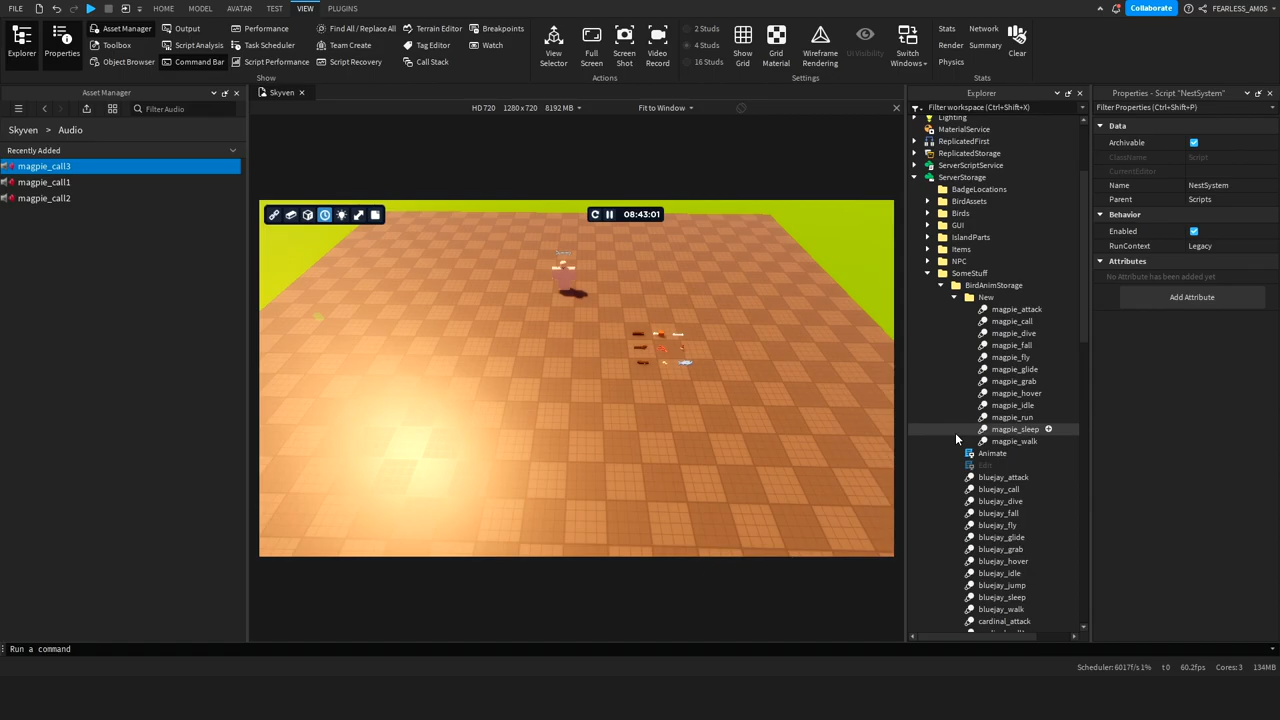 FILE HOME MODEL AVATAR TEST VIEW PLUGINS Collaborate FEARLESS_AMOS
Asset Manager Output Performance Find All / Replace All Terrain Editor Breakpoints 2 Studs Stats Network
Toolbox Script Analysis Task Scheduler Team Create Tag Editor Watch 4 Studs Render Summary
Object Browser Command Bar Script Performance Script Recovery Call Stack 16 Studs Physics
Explorer Properties View Selector Full Screen Screen Shot Video Record Show Grid Grid Material Wireframe Rendering UI Visibility Switch Windows Clear
Show Actions Settings Stats
Asset Manager
Filter Audio
Skyven > Audio
Recently Added
magpie_call3
magpie_call1
magpie_call2
Skyven
HD 720 1280 x 720 8192 MB Fit to Window
08:43:01
Explorer
Filter workspace (Ctrl+Shift+X)
Lighting
MaterialService
ReplicatedFirst
ReplicatedStorage
ServerScriptService
ServerStorage
BadgeLocations
BirdAssets
Birds
GUI
IslandParts
Items
NPC
SomeStuff
BirdAnimStorage
New
magpie_attack
magpie_call
magpie_dive
magpie_fall
magpie_fly
magpie_glide
magpie_grab
magpie_hover
magpie_idle
magpie_run
magpie_sleep
magpie_walk
Animate
Edit
bluejay_attack
bluejay_call
bluejay_dive
bluejay_fall
bluejay_fly
bluejay_glide
bluejay_grab
bluejay_hover
bluejay_idle
bluejay_jump
bluejay_sleep
bluejay_walk
cardinal_attack
Properties - Script "NestSystem"
Filter Properties (Ctrl+Shift+P)
Data
Archivable
ClassName Script
CurrentEditor
Name NestSystem
Parent Scripts
Behavior
Enabled
RunContext Legacy
Attributes
No Attribute has been added yet
Add Attribute
Run a command
Scheduler: 6017f/s 1% t 0 60.2fps Cores: 3 134MB